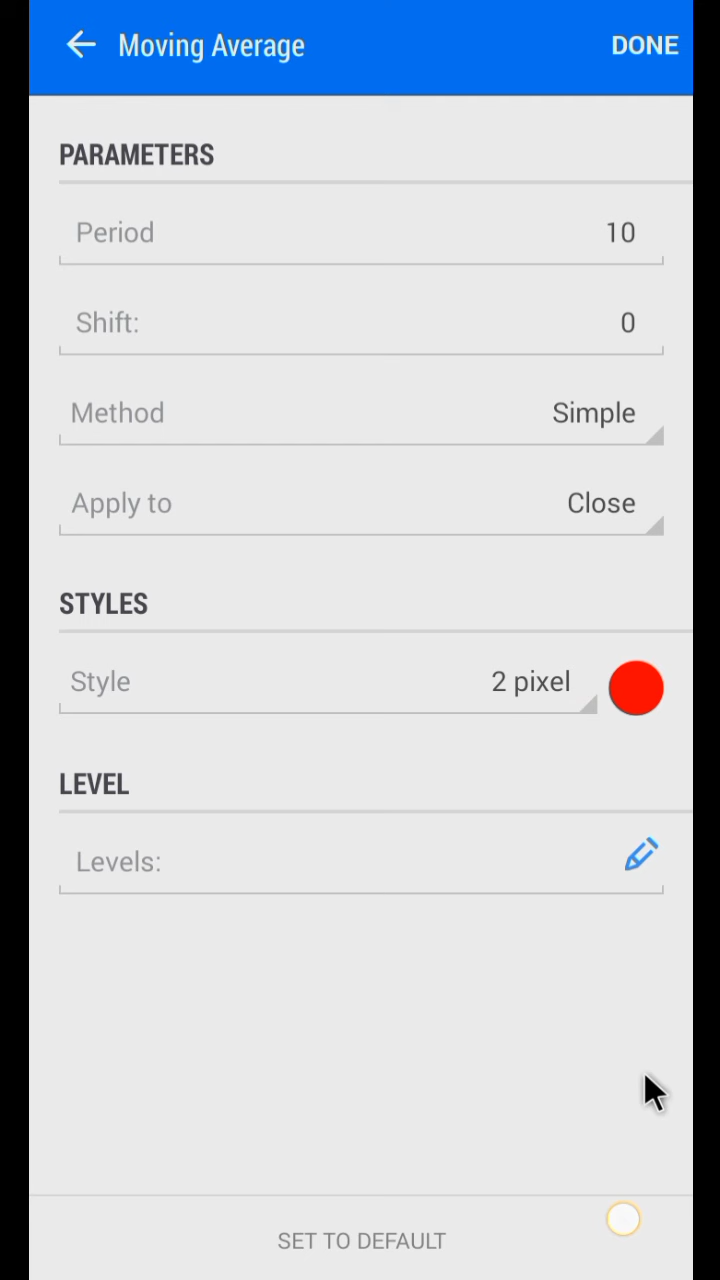 Moving Average DONE
PARAMETERS
Period 10
Shift: 0
Method Simple
Apply to Close
STYLES
Style 2 pixel
LEVEL
Levels:
SET TO DEFAULT